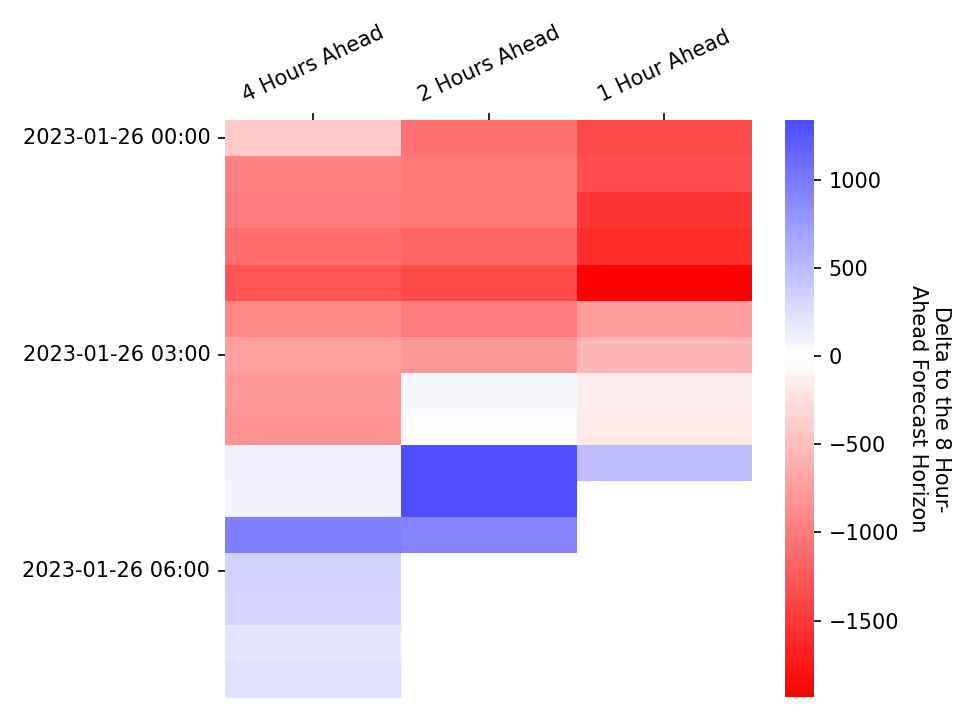 4 Hours Ahead
2 Hours Ahead
1 Hour Ahead
2023-01-26 00:00
2023-01-26 03:00
2023-01-26 06:00
1000
500
0
−500
−1000
−1500
Delta to the 8 Hour-
Ahead Forecast Horizon